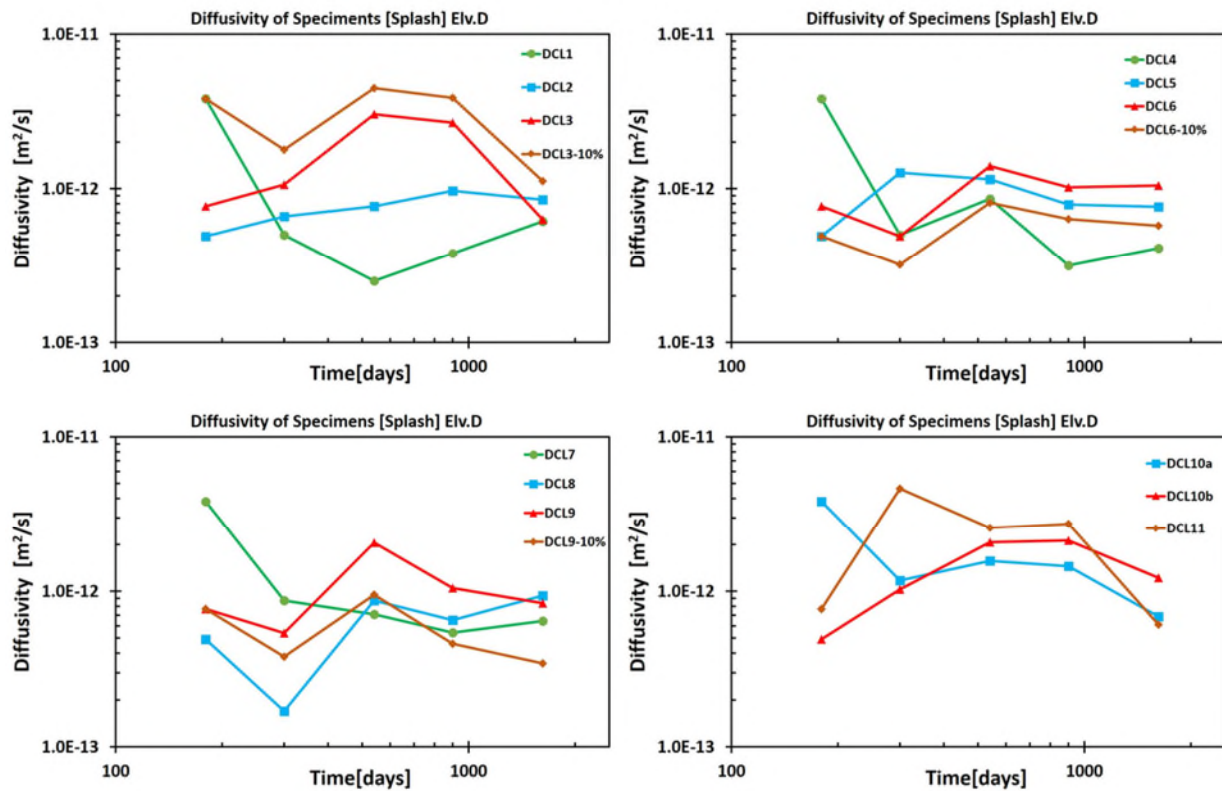 Diffusivity of Speciments [Splash] Elv.D
1.0E-11
1.0E-12
1.0E-13
Diffusivity [m²/s]
DCL1
DCL2
DCL3
DCL3-10%
100
1000
Time[days]
Diffusivity of Specimens [Splash] Elv.D
1.0E-11
1.0E-12
1.0E-13
Diffusivity [m²/s]
DCL4
DCL5
DCL6
DCL6-10%
100
1000
Time[days]
Diffusivity of Specimens [Splash] Elv.D
1.0E-11
1.0E-12
1.0E-13
Diffusivity [m²/s]
DCL7
DCL8
DCL9
DCL9-10%
100
1000
Time[days]
Diffusivity of Specimens [Splash] Elv.D
1.0E-11
1.0E-12
1.0E-13
Diffusivity [m²/s]
DCL10a
DCL10b
DCL11
100
1000
Time[days]